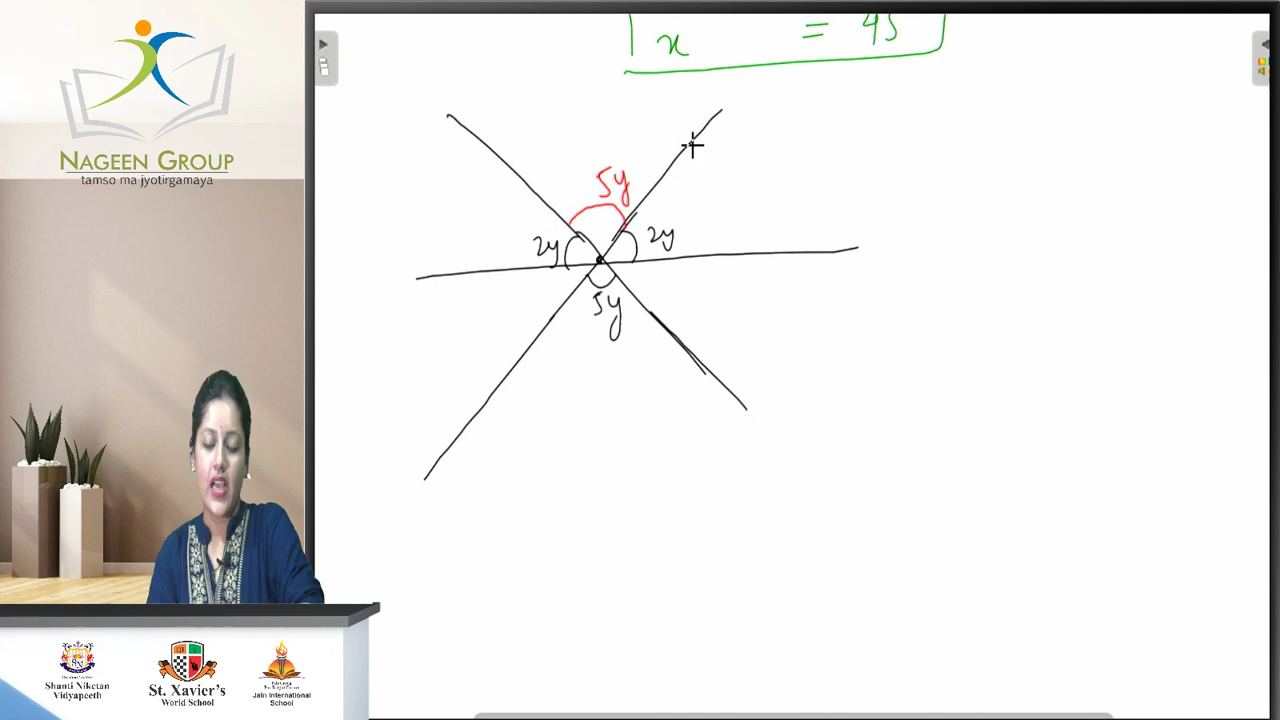 x = 45
NAGEEN GROUP
tamso ma jyotirgamaya
5y
2y
2y
5y
Shanti Niketan
Vidyapeeth
St. Xavier's
World School
Jain International
School